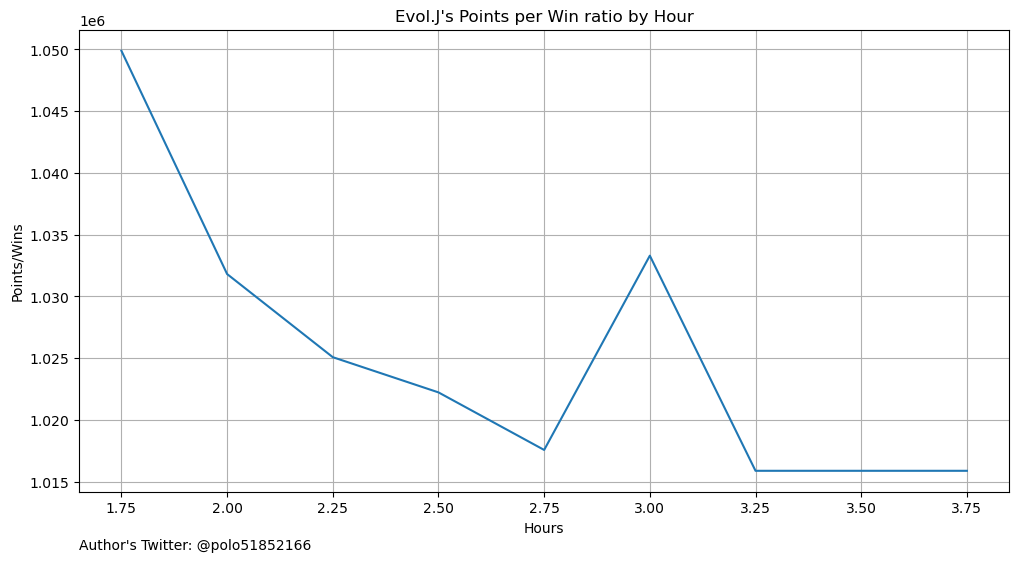 Evol.J's Points per Win ratio by Hour
1e6
1.050
1.045
1.040
1.035
1.030
1.025
1.020
1.015
Points/Wins
1.75 2.00 2.25 2.50 2.75 3.00 3.25 3.50 3.75
Hours
Author's Twitter: @polo51852166